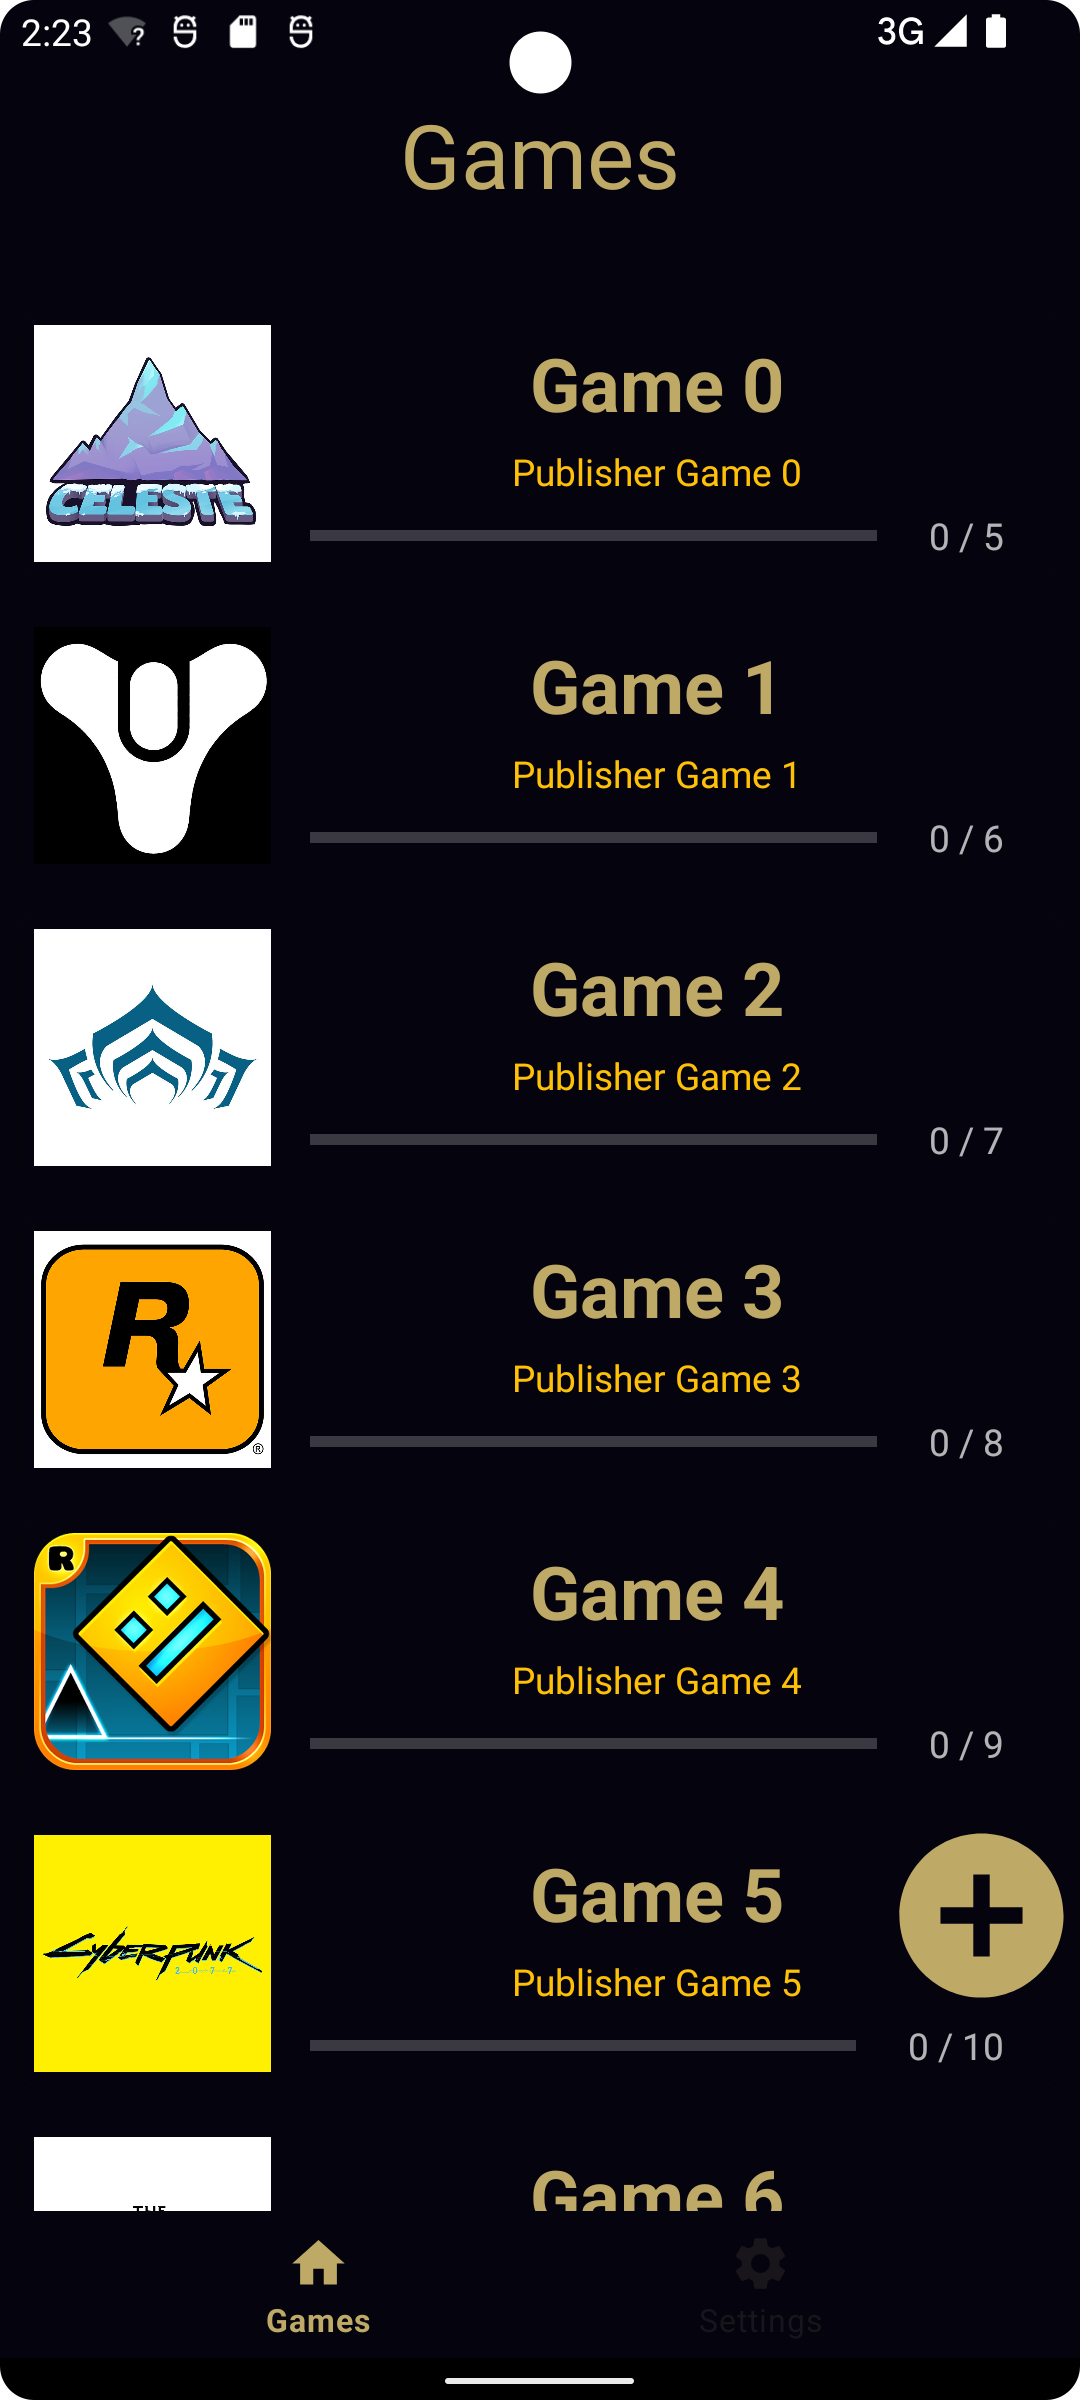 2:23
3G
Games
CELESTE
Game 0
Publisher Game 0
0 / 5
Game 1
Publisher Game 1
0 / 6
Game 2
Publisher Game 2
0 / 7
R
®
Game 3
Publisher Game 3
0 / 8
R
Game 4
Publisher Game 4
0 / 9
CYBERPUNK
2077
Game 5
Publisher Game 5
0 / 10
THE
Game 6
Games
Settings